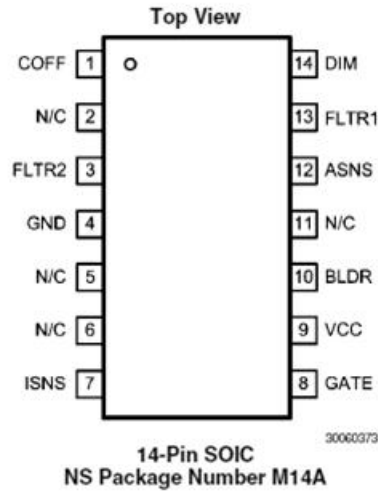 Top View
COFF 1 14 DIM
N/C 2 13 FLTR1
FLTR2 3 12 ASNS
GND 4 11 N/C
N/C 5 10 BLDR
N/C 6 9 VCC
ISNS 7 8 GATE
30060373
14-Pin SOIC
NS Package Number M14A